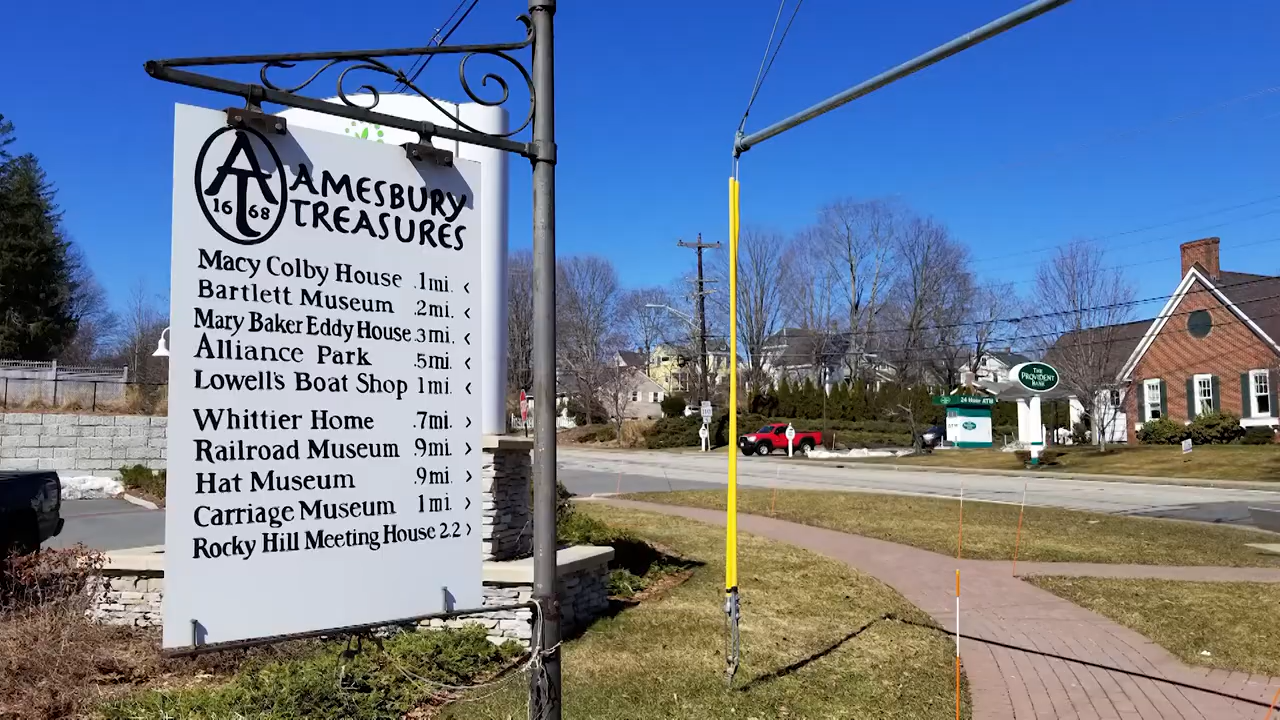 AT
16 68
AMESBURY
TREASURES
Macy Colby House .1mi. <
Bartlett Museum .2mi. <
Mary Baker Eddy House .3mi. <
Alliance Park .5mi. <
Lowell's Boat Shop 1mi. <
Whittier Home .7mi. >
Railroad Museum .9mi. >
Hat Museum .9mi. >
Carriage Museum 1mi. >
Rocky Hill Meeting House 2.2 >
THE
PROVIDENT
BANK
24 Hour ATM